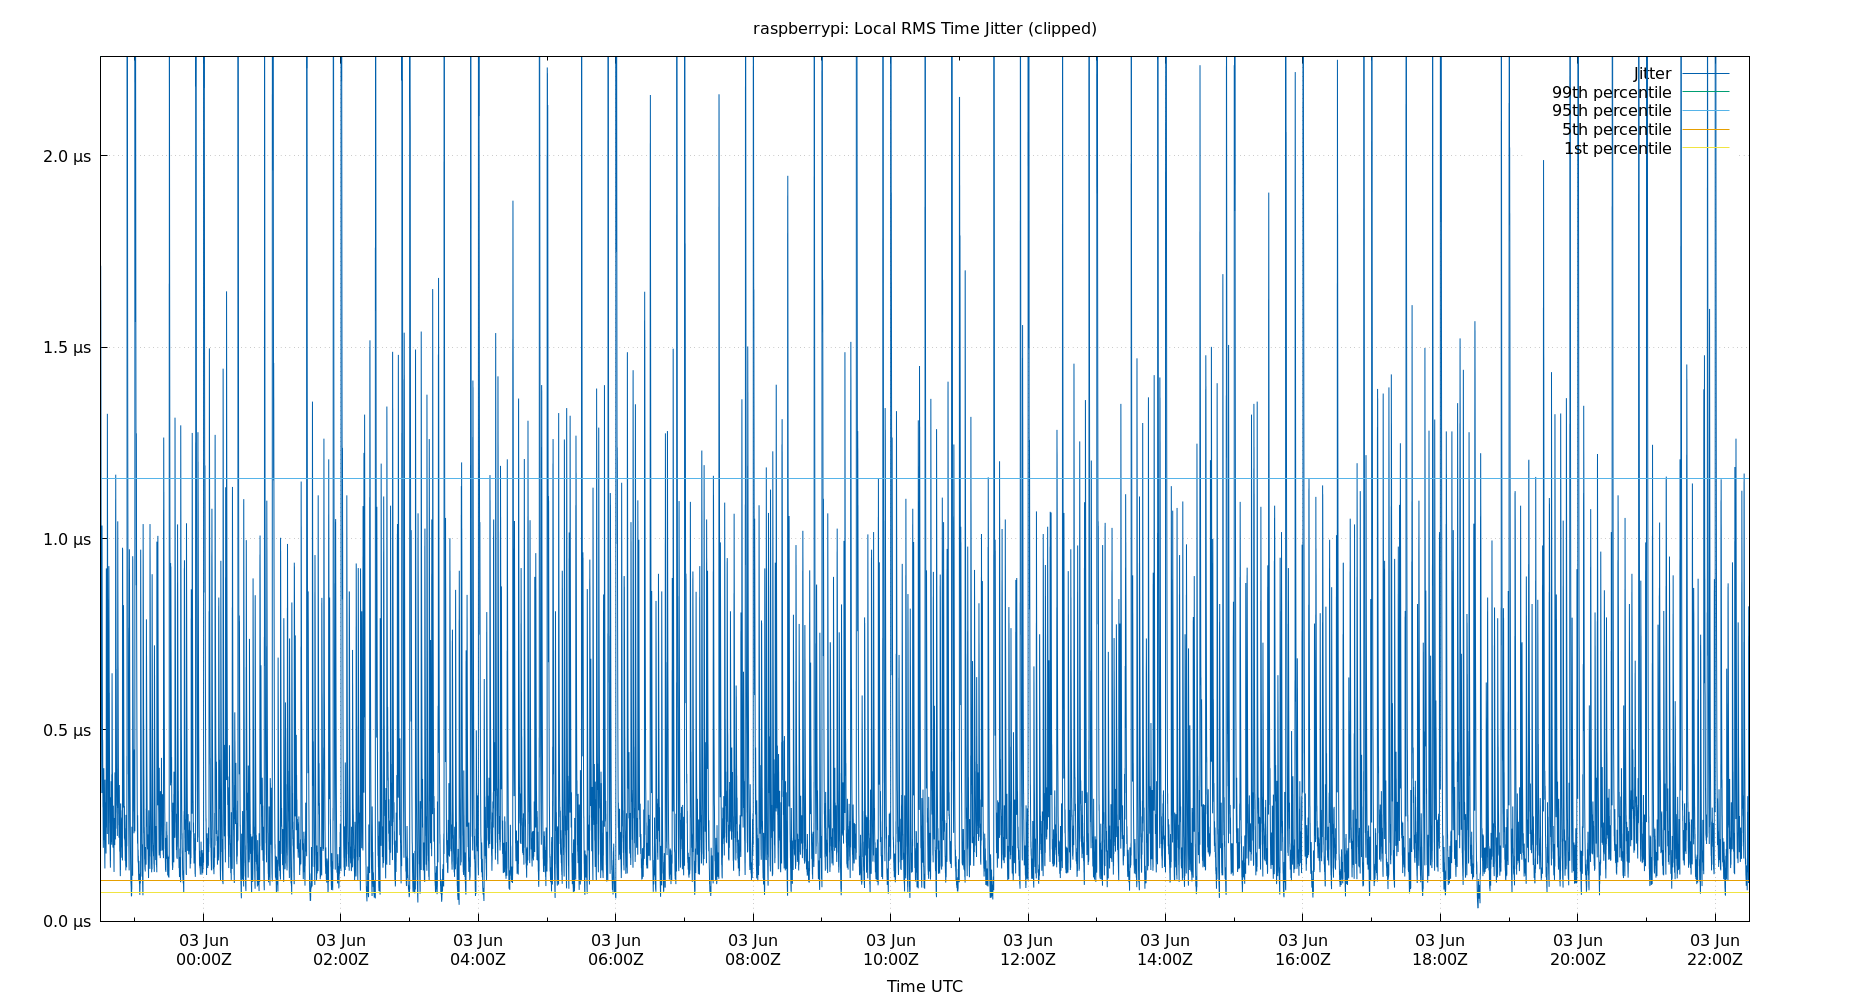 raspberrypi: Local RMS Time Jitter (clipped)
Jitter
99th percentile
95th percentile
5th percentile
1st percentile
2.0 μs
1.5 μs
1.0 μs
0.5 μs
0.0 μs
03 Jun 03 Jun 03 Jun 03 Jun 03 Jun 03 Jun 03 Jun 03 Jun 03 Jun 03 Jun 03 Jun 03 Jun
00:00Z 02:00Z 04:00Z 06:00Z 08:00Z 10:00Z 12:00Z 14:00Z 16:00Z 18:00Z 20:00Z 22:00Z
Time UTC